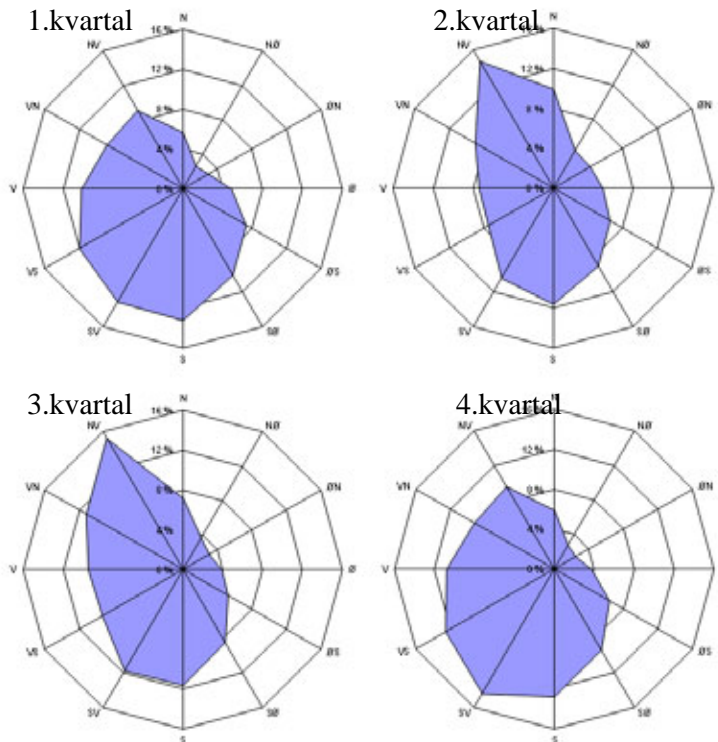 1.kvartal
N
16 %
NV
NØ
12 %
VN
8 %
ØN
4 %
V
0 %
Ø
VS
ØS
SV
SØ
S
2.kvartal
N
16 %
NV
NØ
12 %
VN
8 %
ØN
4 %
V
0 %
Ø
VS
ØS
SV
SØ
S
3.kvartal
N
16 %
NV
NØ
12 %
VN
8 %
ØN
4 %
V
0 %
Ø
VS
ØS
SV
SØ
S
4.kvartal
N
16 %
NV
NØ
12 %
VN
8 %
ØN
4 %
V
0 %
Ø
VS
ØS
SV
SØ
S